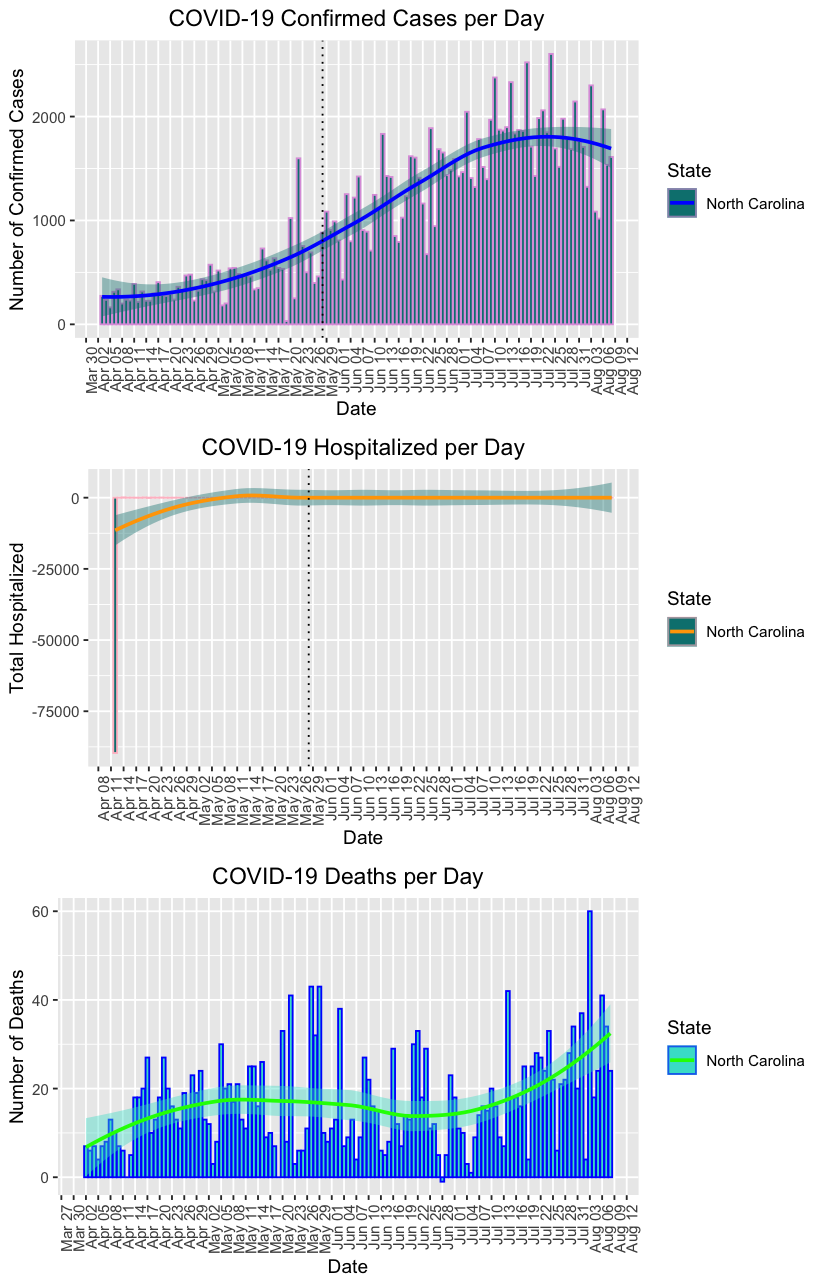 COVID-19 Confirmed Cases per Day
Number of Confirmed Cases
2000
1000
0
Mar 30
Apr 02
Apr 05
Apr 08
Apr 11
Apr 14
Apr 17
Apr 20
Apr 23
Apr 26
Apr 29
May 02
May 05
May 08
May 11
May 14
May 17
May 20
May 23
May 26
May 29
Jun 01
Jun 04
Jun 07
Jun 10
Jun 13
Jun 16
Jun 19
Jun 22
Jun 25
Jun 28
Jul 01
Jul 04
Jul 07
Jul 10
Jul 13
Jul 16
Jul 19
Jul 22
Jul 25
Jul 28
Jul 31
Aug 03
Aug 06
Aug 09
Aug 12
Date
State
North Carolina
COVID-19 Hospitalized per Day
Total Hospitalized
0
-25000
-50000
-75000
Apr 08
Apr 11
Apr 14
Apr 17
Apr 20
Apr 23
Apr 26
Apr 29
May 02
May 05
May 08
May 11
May 14
May 17
May 20
May 23
May 26
May 29
Jun 01
Jun 04
Jun 07
Jun 10
Jun 13
Jun 16
Jun 19
Jun 22
Jun 25
Jun 28
Jul 01
Jul 04
Jul 07
Jul 10
Jul 13
Jul 16
Jul 19
Jul 22
Jul 25
Jul 28
Jul 31
Aug 03
Aug 06
Aug 09
Aug 12
Date
State
North Carolina
COVID-19 Deaths per Day
Number of Deaths
60
40
20
0
Mar 27
Mar 30
Apr 02
Apr 05
Apr 08
Apr 11
Apr 14
Apr 17
Apr 20
Apr 23
Apr 26
Apr 29
May 02
May 05
May 08
May 11
May 14
May 17
May 20
May 23
May 26
May 29
Jun 01
Jun 04
Jun 07
Jun 10
Jun 13
Jun 16
Jun 19
Jun 22
Jun 25
Jun 28
Jul 01
Jul 04
Jul 07
Jul 10
Jul 13
Jul 16
Jul 19
Jul 22
Jul 25
Jul 28
Jul 31
Aug 03
Aug 06
Aug 09
Aug 12
Date
State
North Carolina